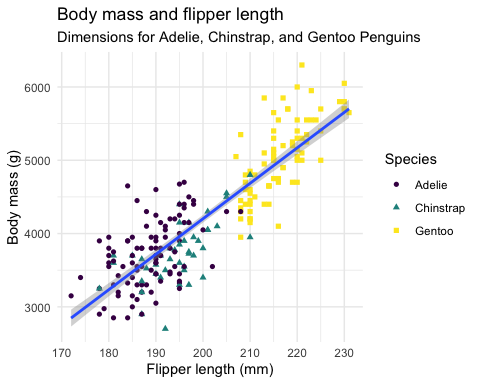 Body mass and flipper length
Dimensions for Adelie, Chinstrap, and Gentoo Penguins
6000
5000
4000
3000
Body mass (g)
170 180 190 200 210 220 230
Flipper length (mm)
Species
Adelie
Chinstrap
Gentoo